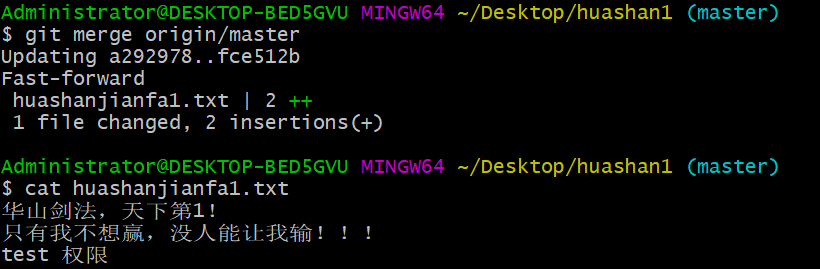 Administrator@DESKTOP-BED5GVU MINGW64 ~/Desktop/huashan1 (master)
$ git merge origin/master
Updating a292978..fce512b
Fast-forward
 huashanjianfa1.txt | 2 ++
 1 file changed, 2 insertions(+)

Administrator@DESKTOP-BED5GVU MINGW64 ~/Desktop/huashan1 (master)
$ cat huashanjianfa1.txt
华山剑法，天下第1！
只有我不想赢，没人能让我输！！！
test 权限